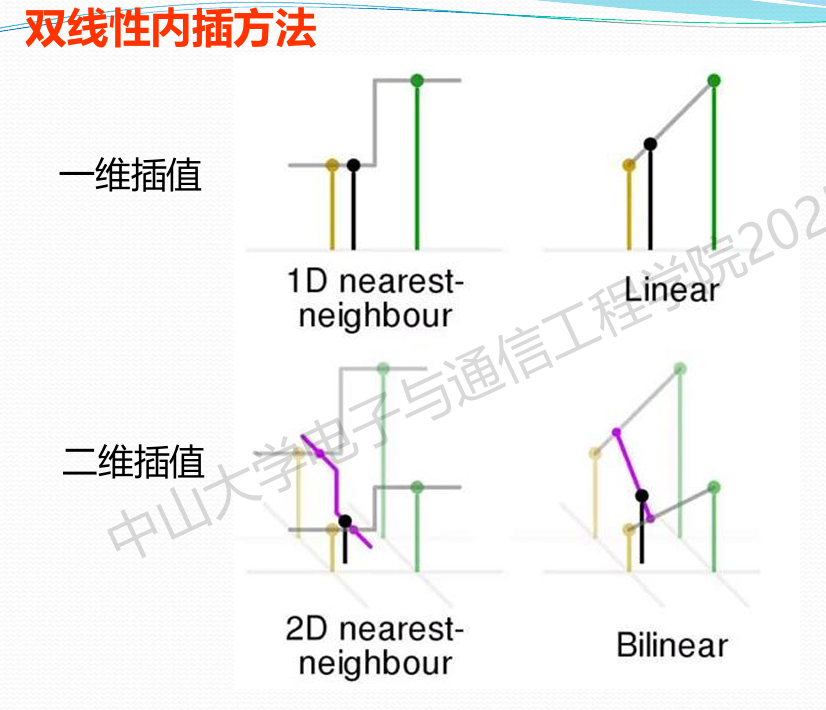 双线性内插方法
一维插值
1D nearest-
neighbour
Linear
二维插值
2D nearest-
neighbour
Bilinear
中山大学电子与通信工程学院202